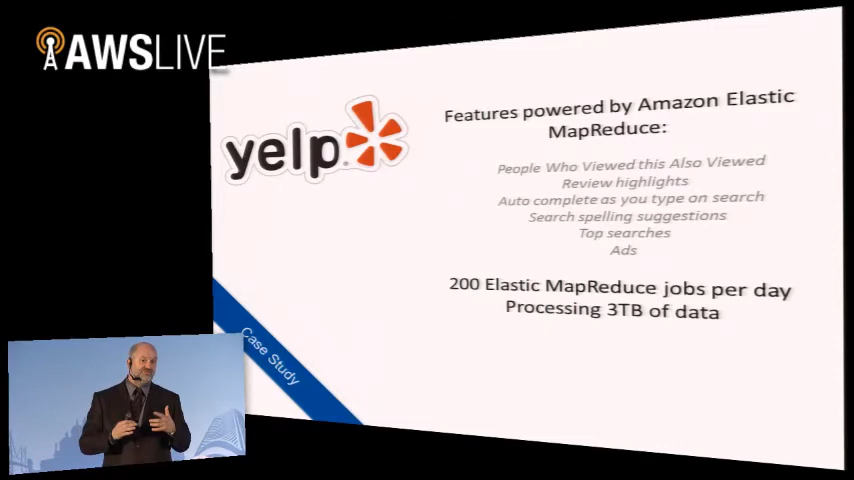 AWSLIVE
yelp
Features powered by Amazon Elastic
MapReduce:
People Who Viewed this Also Viewed
Review highlights
Auto complete as you type on search
Search spelling suggestions
Top searches
Ads
200 Elastic MapReduce jobs per day
Processing 3TB of data
Case Study